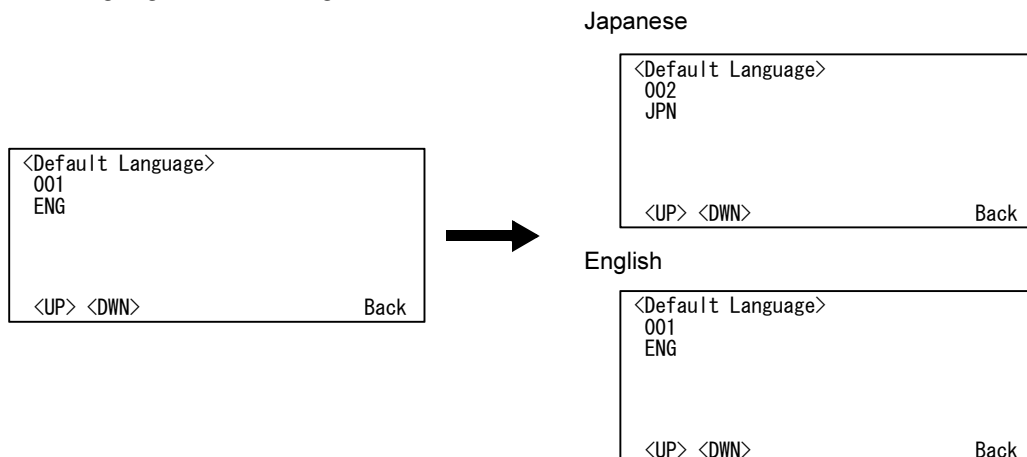 <Default Language>
001
ENG
<UP> <DWN> Back
Japanese
<Default Language>
002
JPN
<UP> <DWN> Back
English
<Default Language>
001
ENG
<UP> <DWN> Back